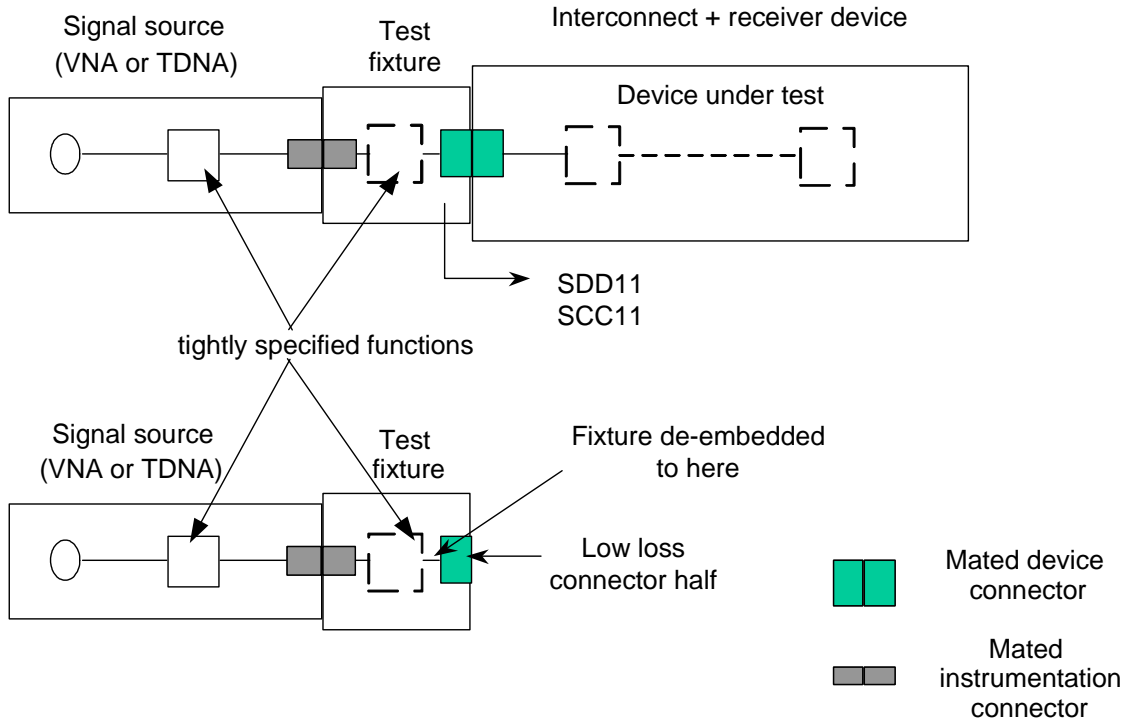 Signal source
(VNA or TDNA)
Test
fixture
Interconnect + receiver device
Device under test
SDD11
SCC11
tightly specified functions
Signal source
(VNA or TDNA)
Test
fixture
Fixture de-embedded
to here
Low loss
connector half
Mated device
connector
Mated
instrumentation
connector